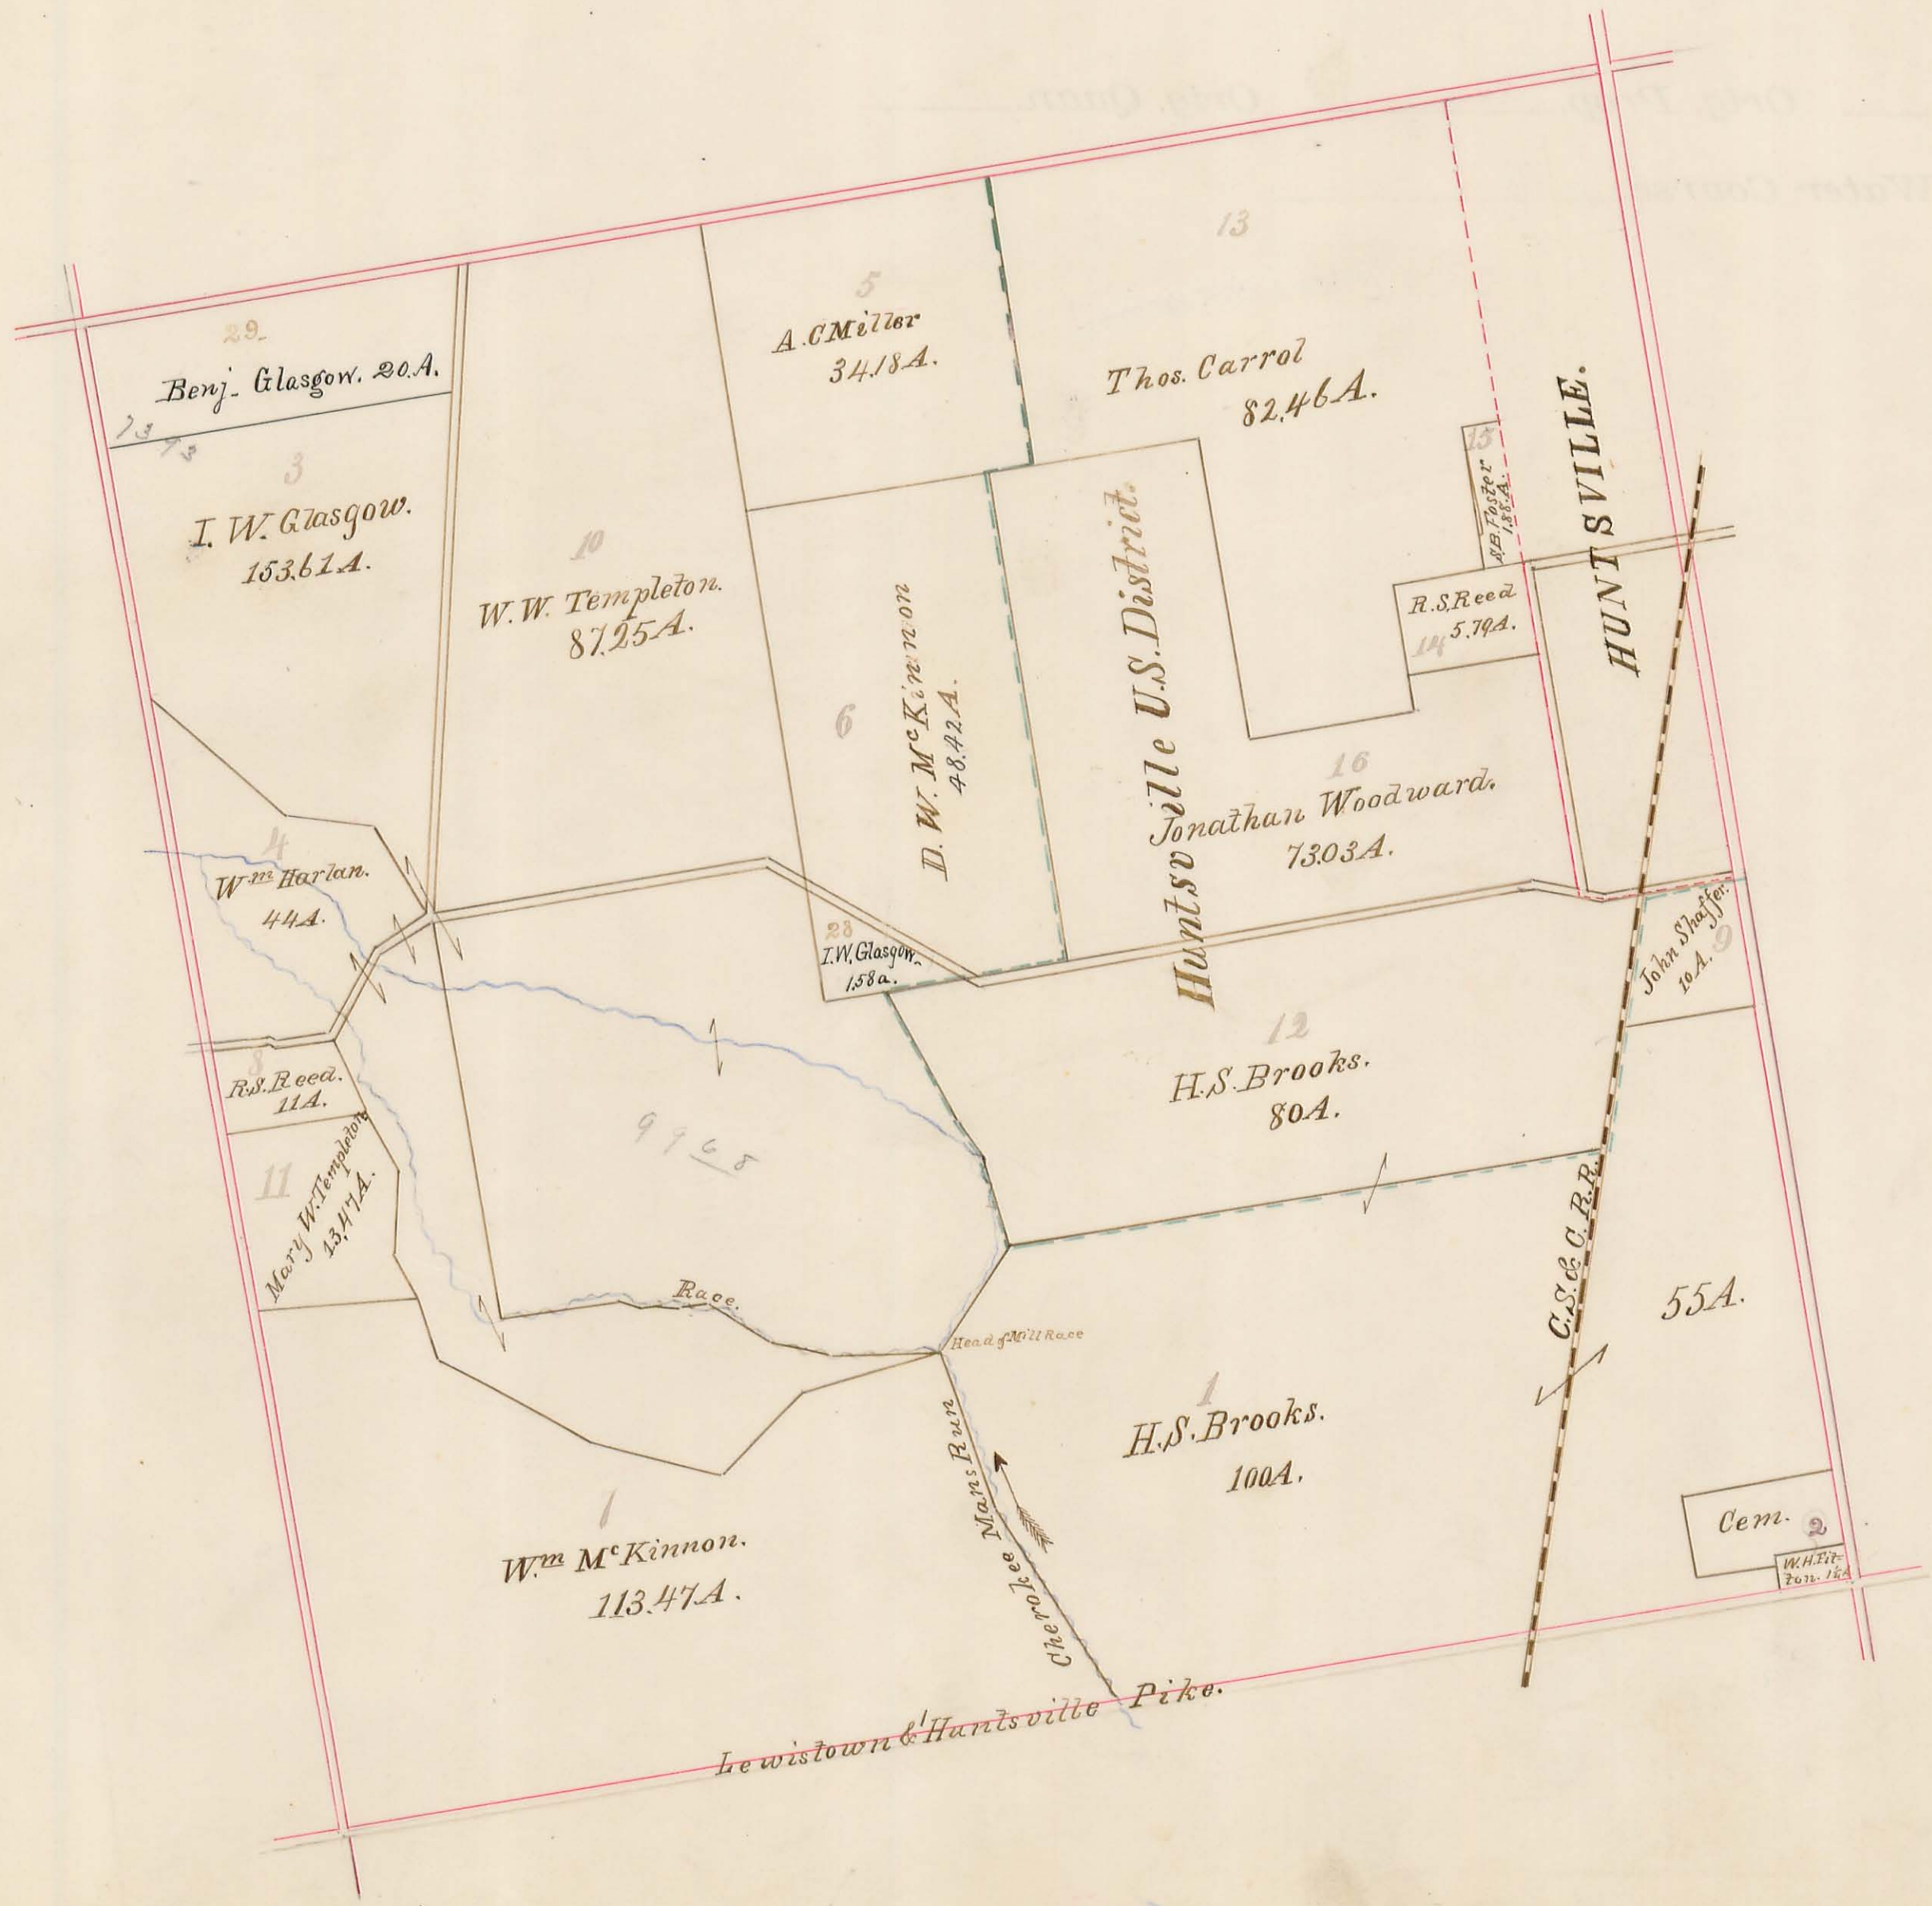 13
5
A. C Miller
34.18 A.
29
Benj. Glasgow. 20. A.
3
I. W. Glasgow.
153.61 A.
10
W. W. Templeton.
87.25 A.
Thos. Carrol
82.46 A.
15
S. B. Foster
1.88 A.
HUNTSVILLE.
R. S. Reed
5.79 A.
14
6
D. W. McKinnon
48.42 A.
Huntsville U.S. District.
16
Jonathan Woodward.
73.03 A.
4
Wm Harlan.
44 A.
28
I. W. Glasgow.
1.58 a.
John Shaffer.
10 A.
9
8
R. S. Reed.
11 A.
11
Mary W. Templeton
13.47 A.
12
H. S. Brooks.
80 A.
C. S. & C. R. R.
55 A.
Race.
Head of Mill Race
1
H. S. Brooks.
100 A.
Cherokee Mans Run
Wm McKinnon.
113.47 A.
Cem.
2
W. H. Fit-
zon.
Lewistown & Huntsville Pike.